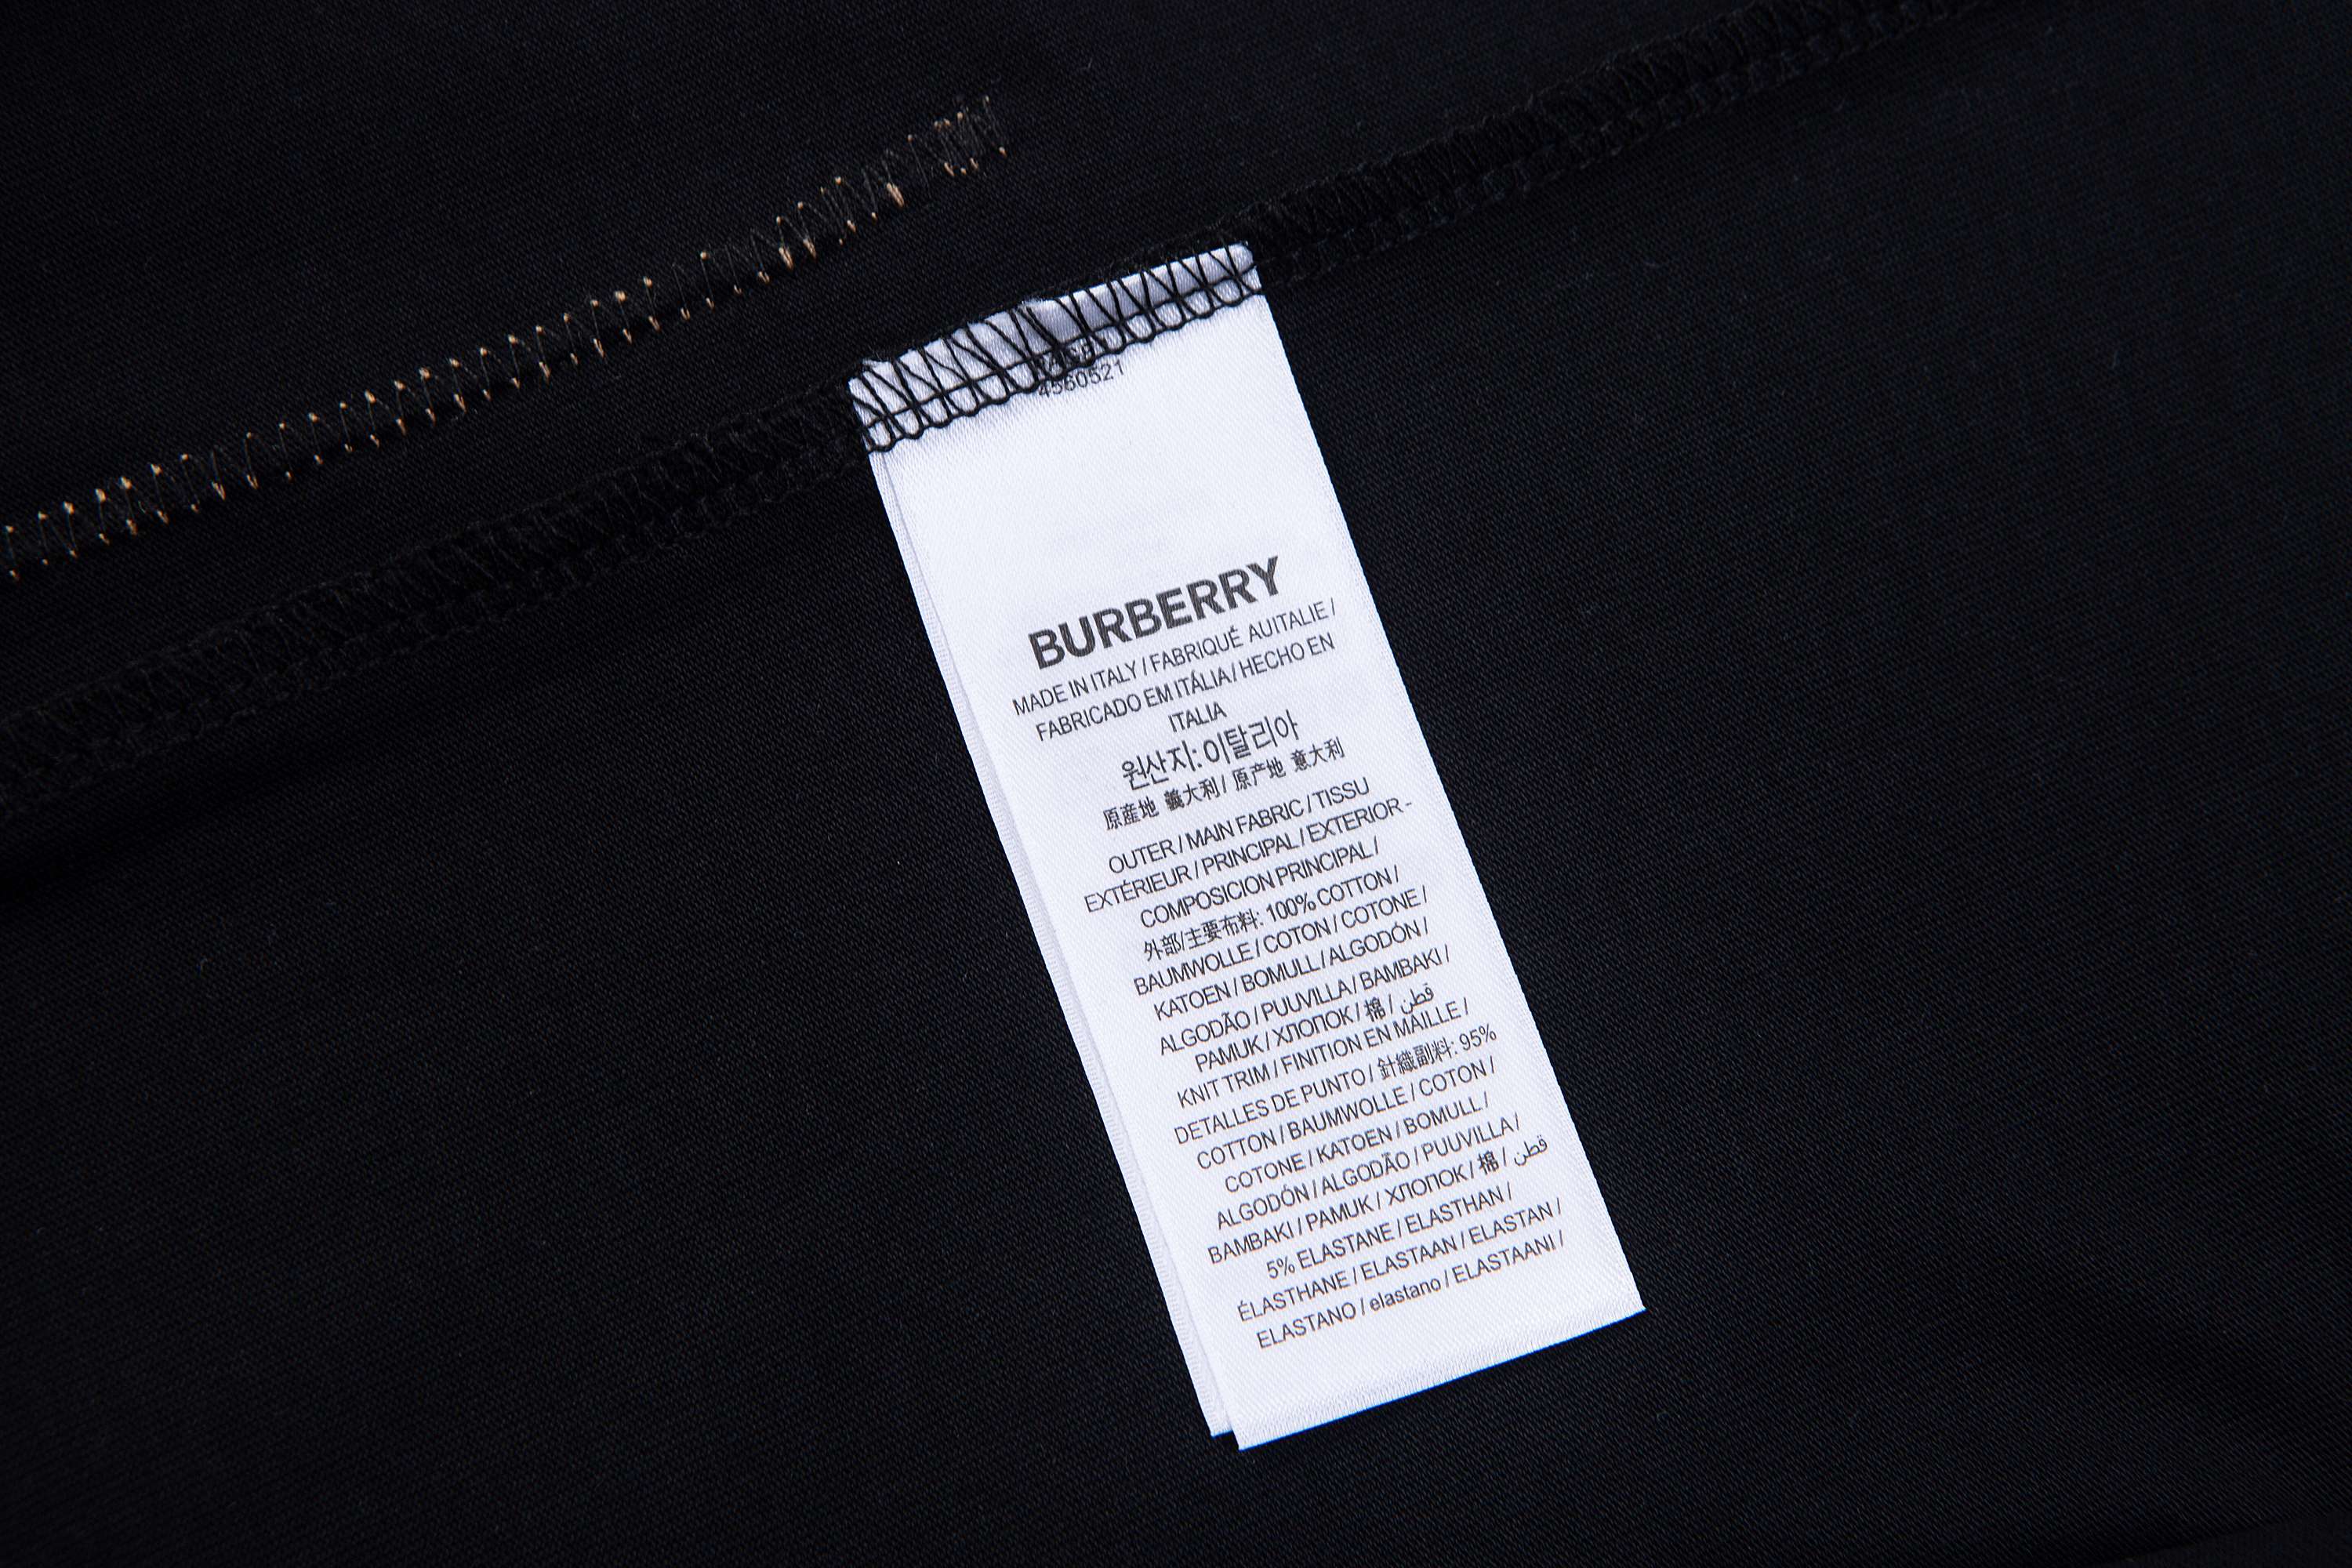 4560521
BURBERRY
MADE IN ITALY / FABRIQUÉ AUITALIE /
FABRICADO EM ITÁLIA / HECHO EN
ITALIA
원산지: 이탈리아
原産地 義大利 / 原产地 意大利
OUTER / MAIN FABRIC / TISSU
EXTÉRIEUR / PRINCIPAL / EXTERIOR -
COMPOSICION PRINCIPAL /
外部/主要布料: 100% COTTON /
BAUMWOLLE / COTON / COTONE /
KATOEN / BOMULL / ALGODÓN /
ALGODÃO / PUUVILLA / BAMBAKI /
PAMUK / ХЛОПОК / 棉 / قطن
KNIT TRIM / FINITION EN MAILLE /
DETALLES DE PUNTO / 針織副料: 95%
COTTON / BAUMWOLLE / COTON /
COTONE / KATOEN / BOMULL /
ALGODÓN / ALGODÃO / PUUVILLA /
BAMBAKI / PAMUK / ХЛОПОК / 棉 / قطن
5% ELASTANE / ELASTHAN /
ÉLASTHANE / ELASTAAN / ELASTAN /
ELASTANO / elastano / ELASTAANI /